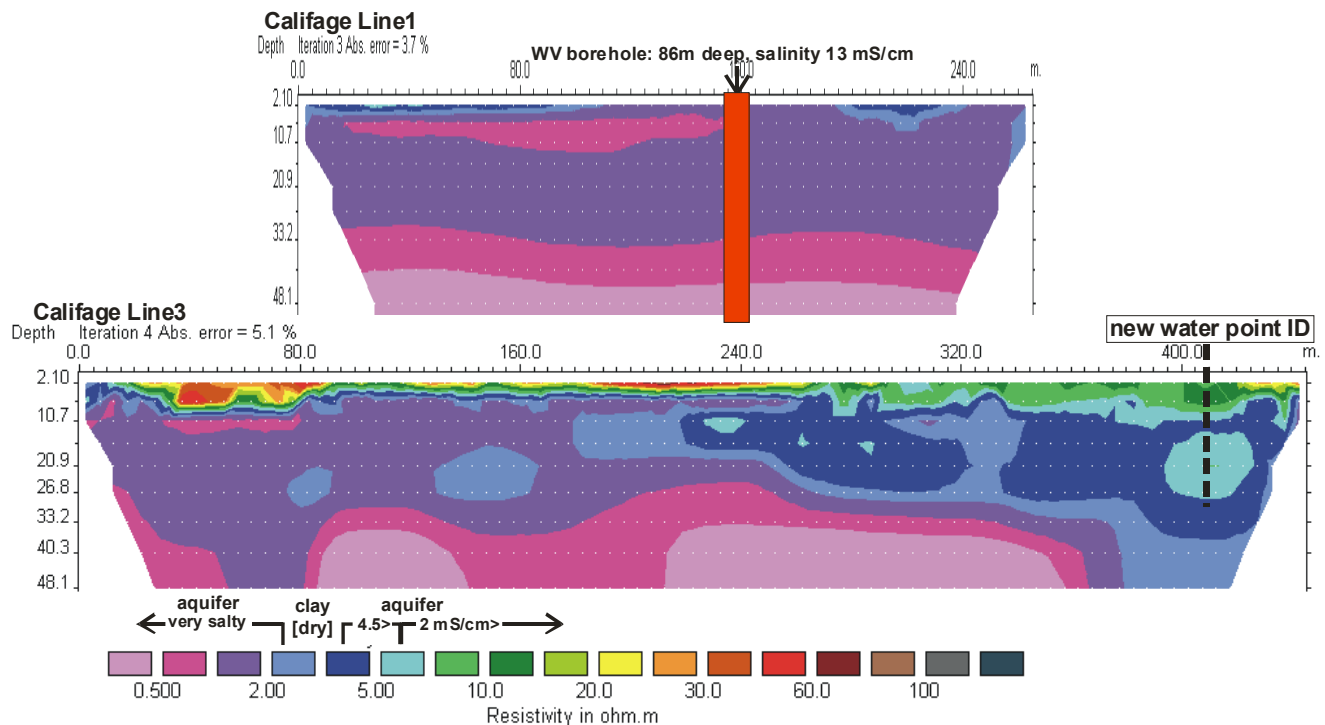 Califage Line1
Depth Iteration 3 Abs. error = 3.7 %
WV borehole: 86m deep, salinity 13 mS/cm
0.0 80.0 240.0 m.
2.10
10.7
20.9
33.2
48.1
Califage Line3
Depth Iteration 4 Abs. error = 5.1 %
new water point ID
0.0 80.0 160.0 240.0 320.0 400.0 m.
2.10
10.7
20.9
26.8
33.2
40.3
48.1
aquifer clay aquifer
very salty [dry] 4.5> 2 mS/cm>
0.500 2.00 5.00 10.0 20.0 30.0 60.0 100
Resistivity in ohm.m